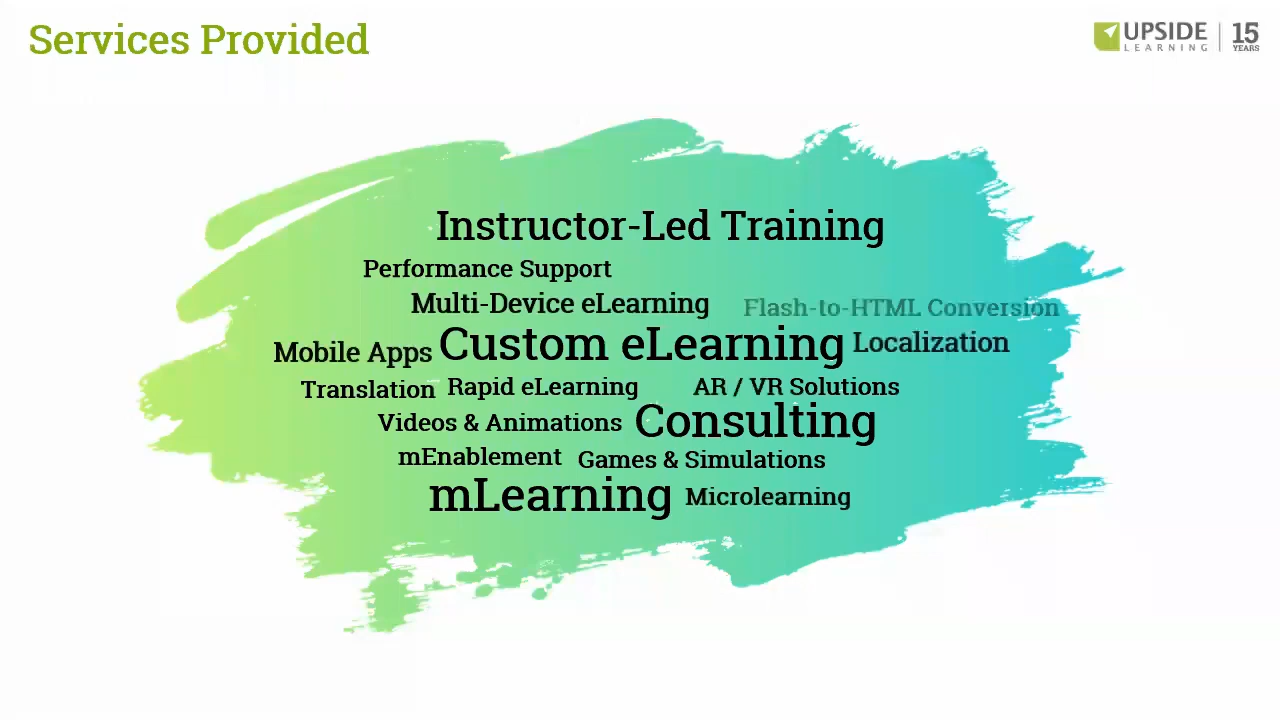 Services Provided
UPSIDE
LEARNING
15
YEARS
Instructor-Led Training
Performance Support
Multi-Device eLearning
Flash-to-HTML Conversion
Mobile Apps
Custom eLearning
Localization
Translation
Rapid eLearning
AR / VR Solutions
Videos & Animations
Consulting
mEnablement
Games & Simulations
mLearning
Microlearning